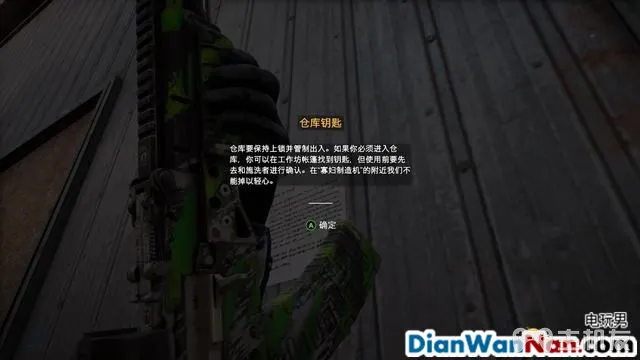 仓库钥匙
仓库要保持上锁并管制出入。如果你必须进入仓
库，你可以在工作坊帐篷找到钥匙，但使用前要先
去和施洗者进行确认。在“寡妇制造机”的附近我们不
能掉以轻心。
A 确定
电玩男
DianWanNan.com